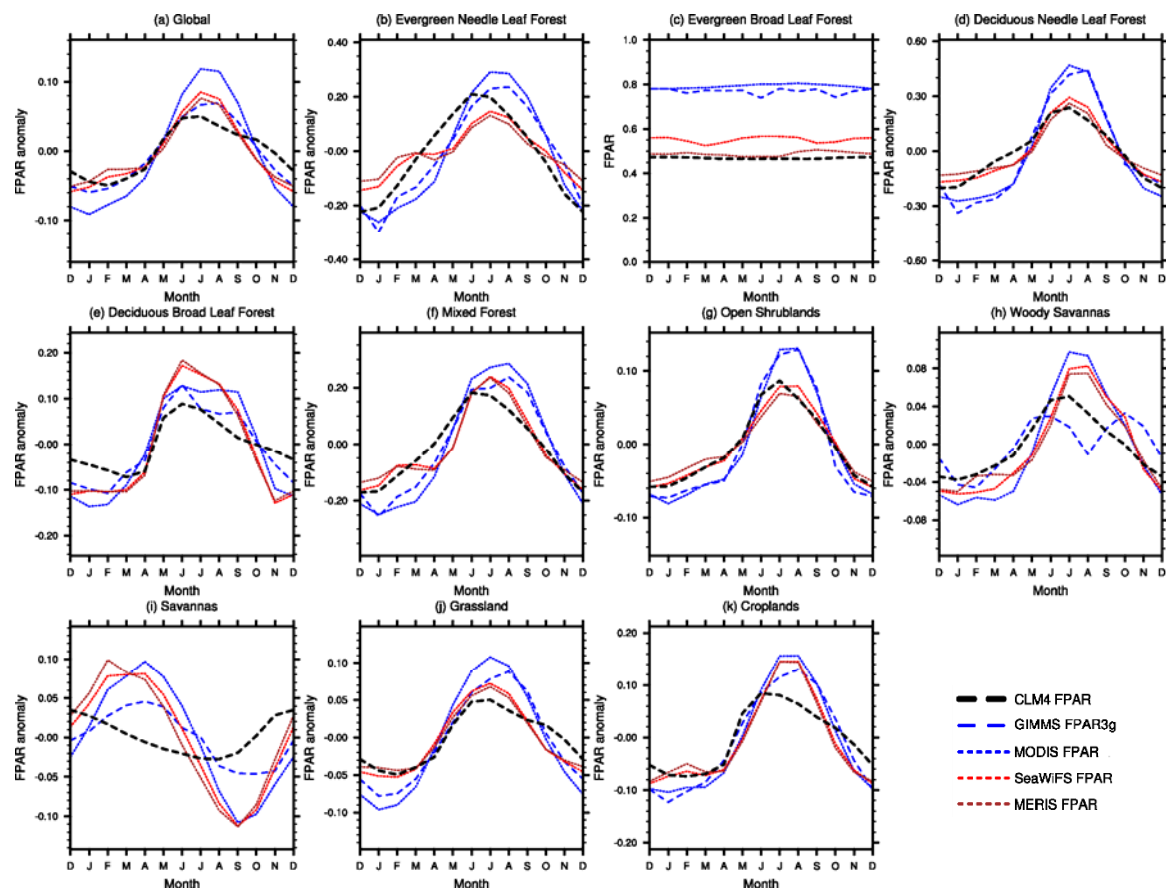 (a) Global
(b) Evergreen Needle Leaf Forest
(c) Evergreen Broad Leaf Forest
(d) Deciduous Needle Leaf Forest
FPAR anomaly
0.10
0.00
-0.10
D J F M A M J J A S O N D
Month
FPAR anomaly
0.40
0.20
-0.00
-0.20
-0.40
D J F M A M J J A S O N D
Month
FPAR
1.0
0.8
0.6
0.4
0.2
0.0
D J F M A M J J A S O N D
Month
FPAR anomaly
0.60
0.30
0.00
-0.30
-0.60
D J F M A M J J A S O N D
Month
(e) Deciduous Broad Leaf Forest
(f) Mixed Forest
(g) Open Shrublands
(h) Woody Savannas
FPAR anomaly
0.20
0.10
-0.00
-0.10
-0.20
D J F M A M J J A S O N D
Month
FPAR anomaly
0.20
0.00
-0.20
D J F M A M J J A S O N D
Month
FPAR anomaly
0.10
0.00
-0.10
D J F M A M J J A S O N D
Month
FPAR anomaly
0.08
0.04
0.00
-0.04
-0.08
D J F M A M J J A S O N D
Month
(i) Savannas
(j) Grassland
(k) Croplands
FPAR anomaly
0.10
0.05
-0.00
-0.05
-0.10
D J F M A M J J A S O N D
Month
FPAR anomaly
0.10
0.05
-0.00
-0.05
-0.10
D J F M A M J J A S O N D
Month
FPAR anomaly
0.20
0.10
0.00
-0.10
-0.20
D J F M A M J J A S O N D
Month
CLM4 FPAR
GIMMS FPAR3g
MODIS FPAR
SeaWiFS FPAR
MERIS FPAR